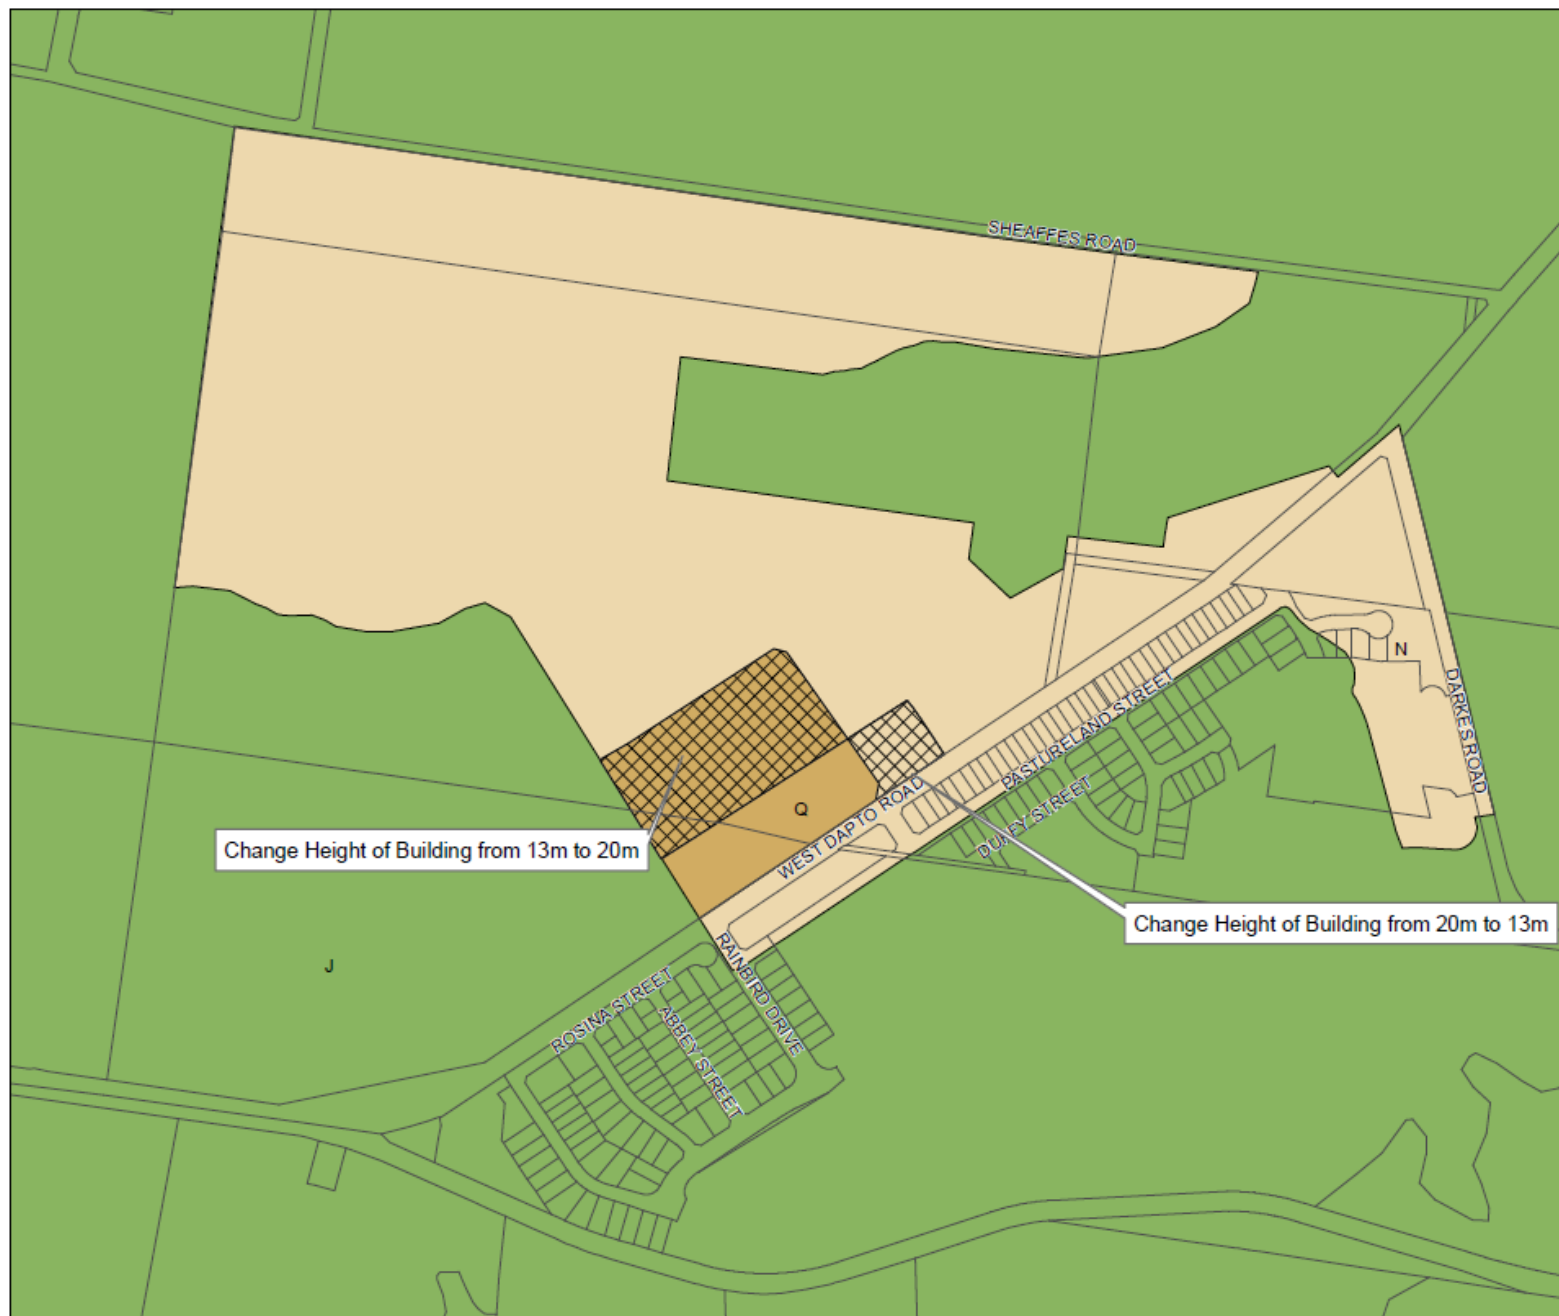 SHEAFFES ROAD
N
PASTURELAND STREET
DARKES ROAD
Q
WEST DAPTO ROAD
DUFFY STREET
Change Height of Building from 13m to 20m
Change Height of Building from 20m to 13m
J
RAINBIRD DRIVE
ROSINA STREET
ABBEY STREET